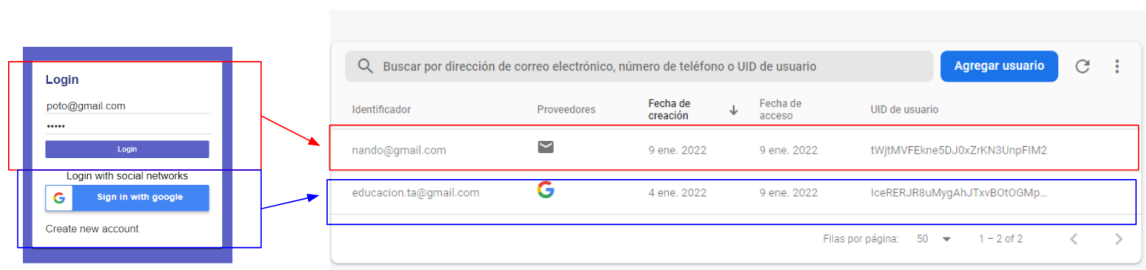 Login
poto@gmail.com
•••••
Login
Login with social networks
G Sign in with google
Create new account
Buscar por dirección de correo electrónico, número de teléfono o UID de usuario
Agregar usuario
Identificador Proveedores Fecha de creación Fecha de acceso UID de usuario
nando@gmail.com 9 ene. 2022 9 ene. 2022 tWjtMVFEkne5DJ0xZrKN3UnpFIM2
educacion.ta@gmail.com G 4 ene. 2022 9 ene. 2022 IceRERJR8uMygAhJTxvBOtOGMp...
Filas por página: 50 1 – 2 of 2